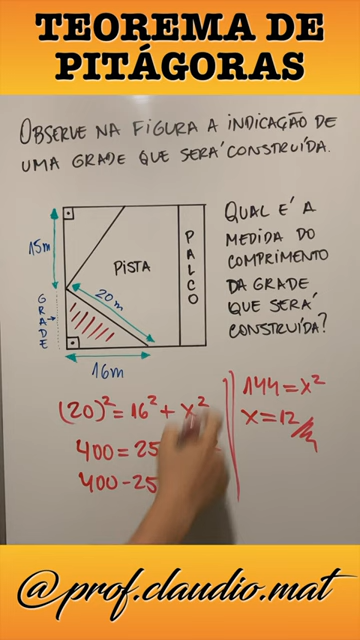 TEOREMA DE
PITÁGORAS
OBSERVE NA FIGURA A INDICAÇÃO DE
UMA GRADE QUE SERÁ CONSTRUÍDA.
15m
PISTA
PALCO
20m
GRADE
16m
QUAL É A
MEDIDA DO
COMPRIMENTO
DA GRADE
QUE SERÁ
CONSTRUÍDA?
(20)² = 16² + x²
400 = 25
400 - 25
144 = x²
x = 12
@prof.claudio.mat